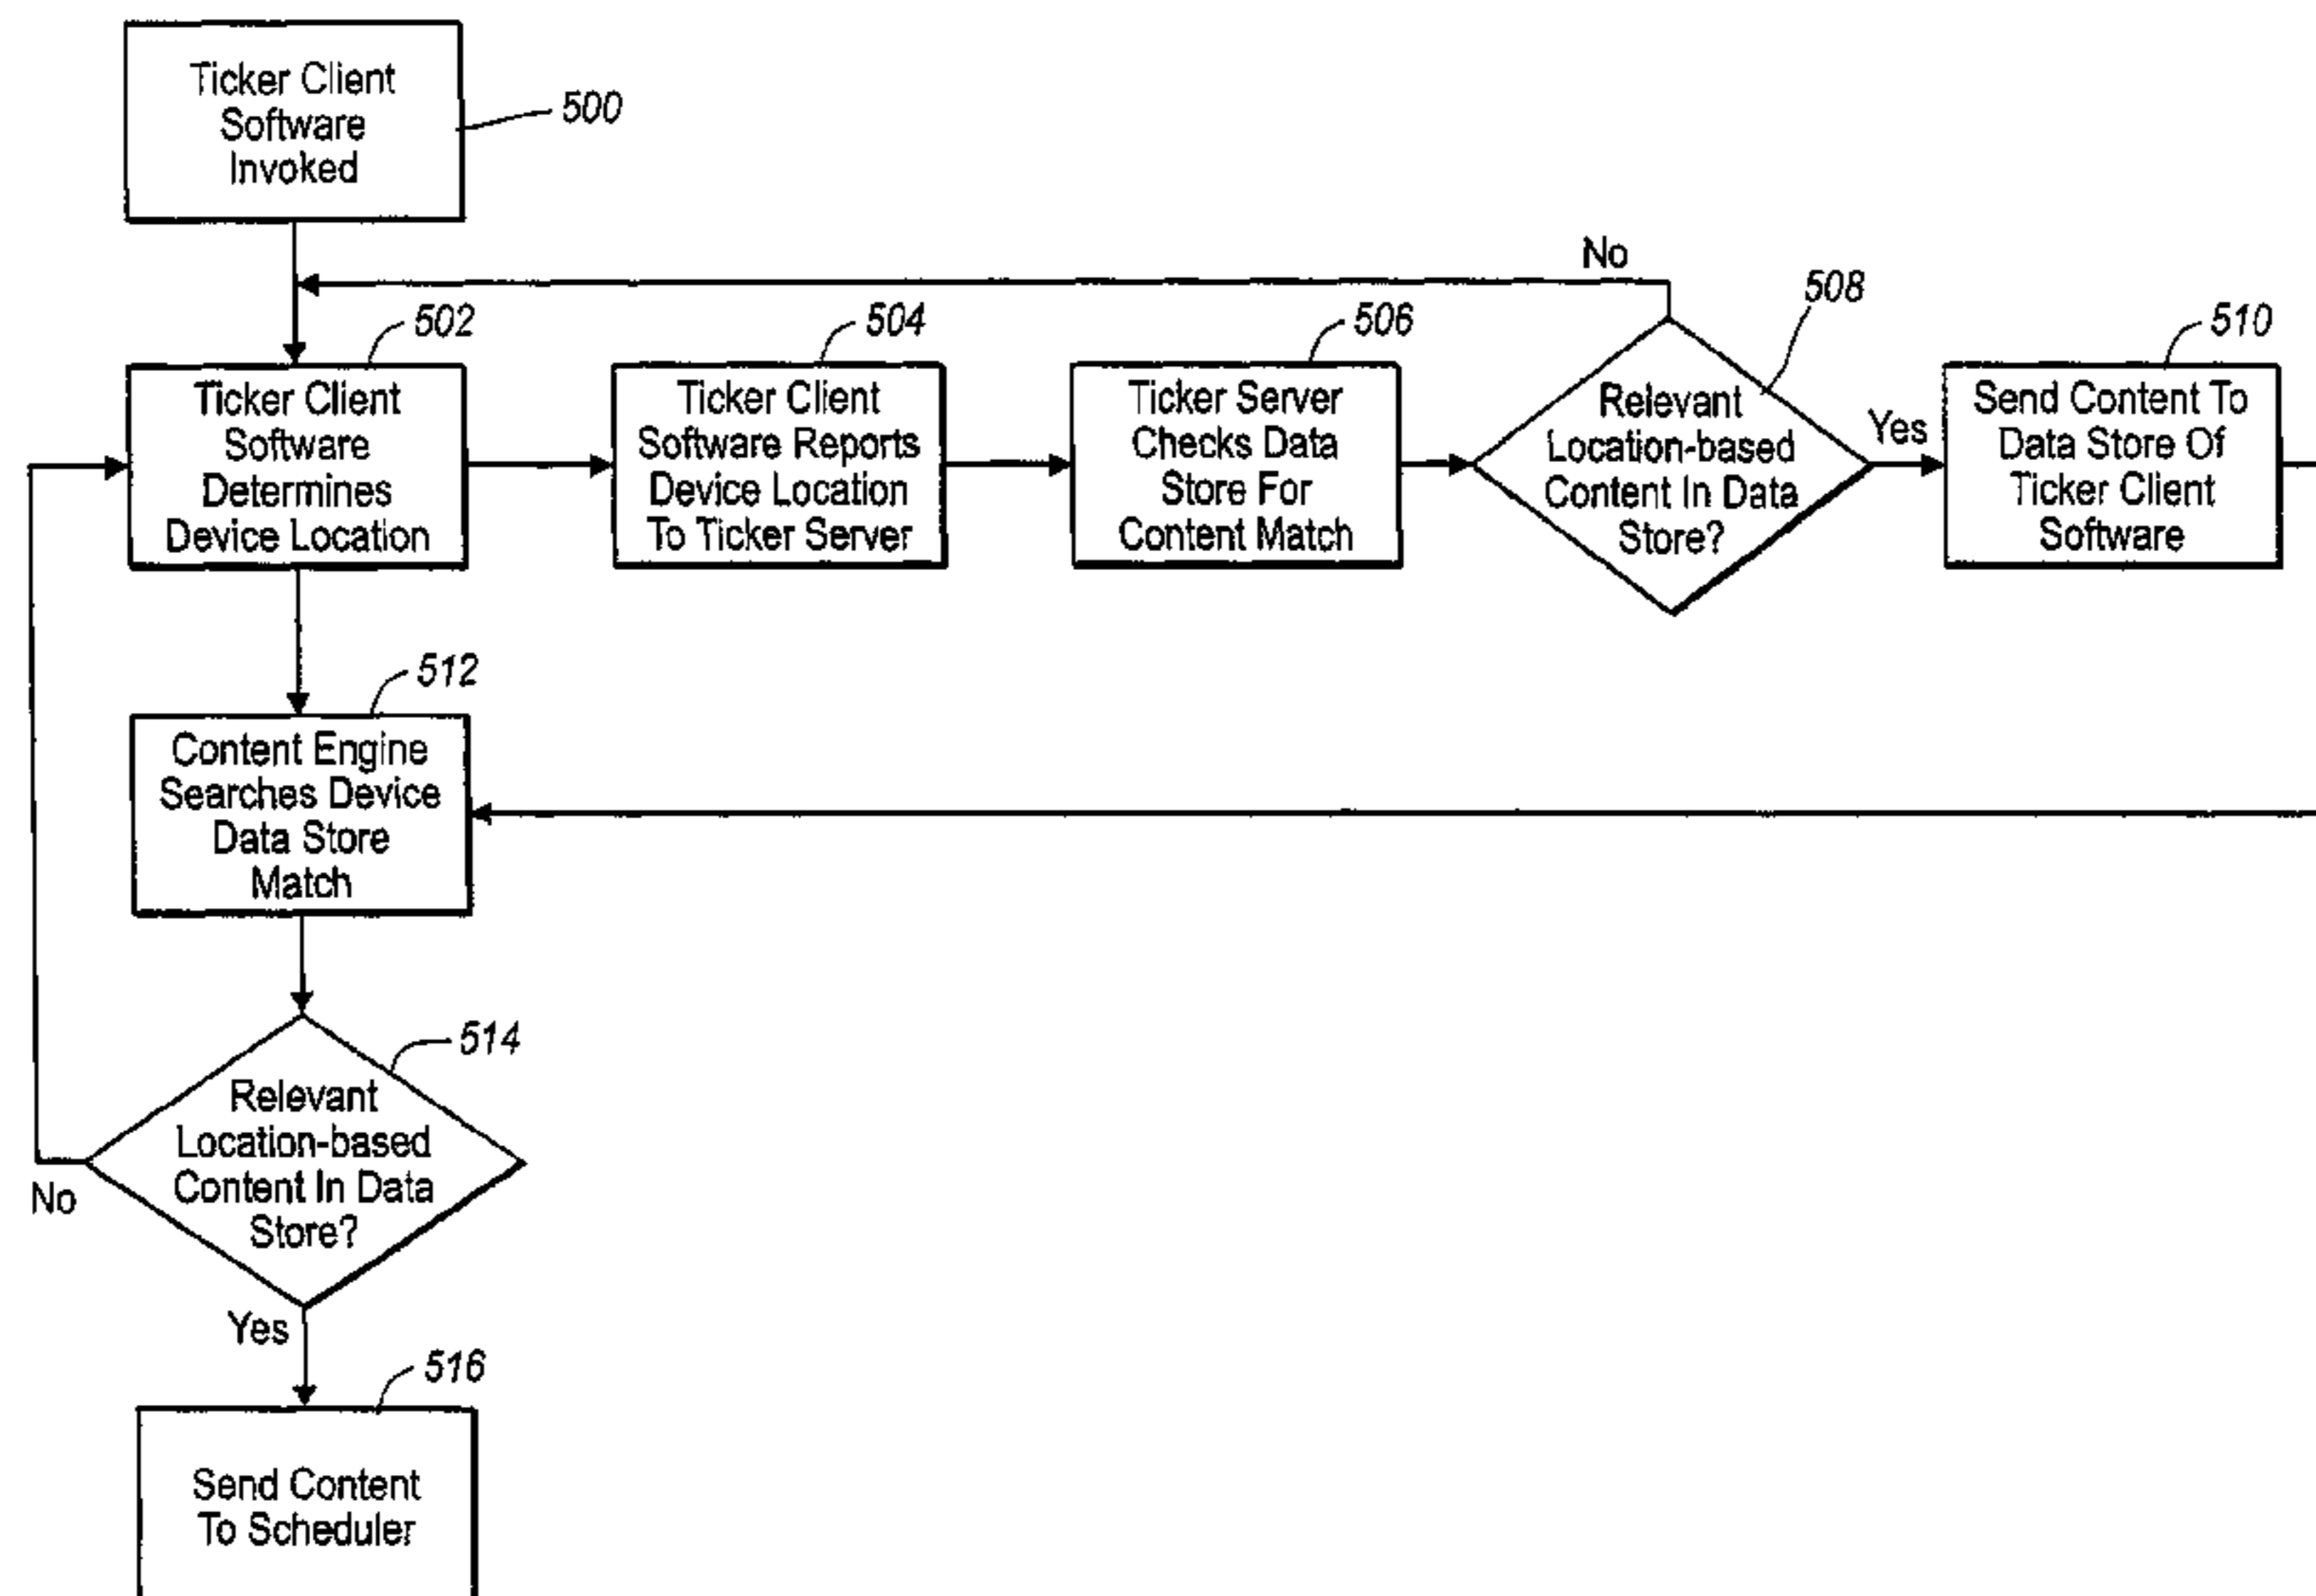 Ticker Client
Software
Invoked
500
No
502
504
506
508
510
Ticker Client
Software
Determines
Device Location
Ticker Client
Software Reports
Device Location
To Ticker Server
Ticker Server
Checks Data
Store For
Content Match
Relevant
Location-based
Content In Data
Store?
Yes
Send Content To
Data Store Of
Ticker Client
Software
512
Content Engine
Searches Device
Data Store
Match
514
Relevant
Location-based
Content In Data
Store?
No
Yes
516
Send Content
To Scheduler